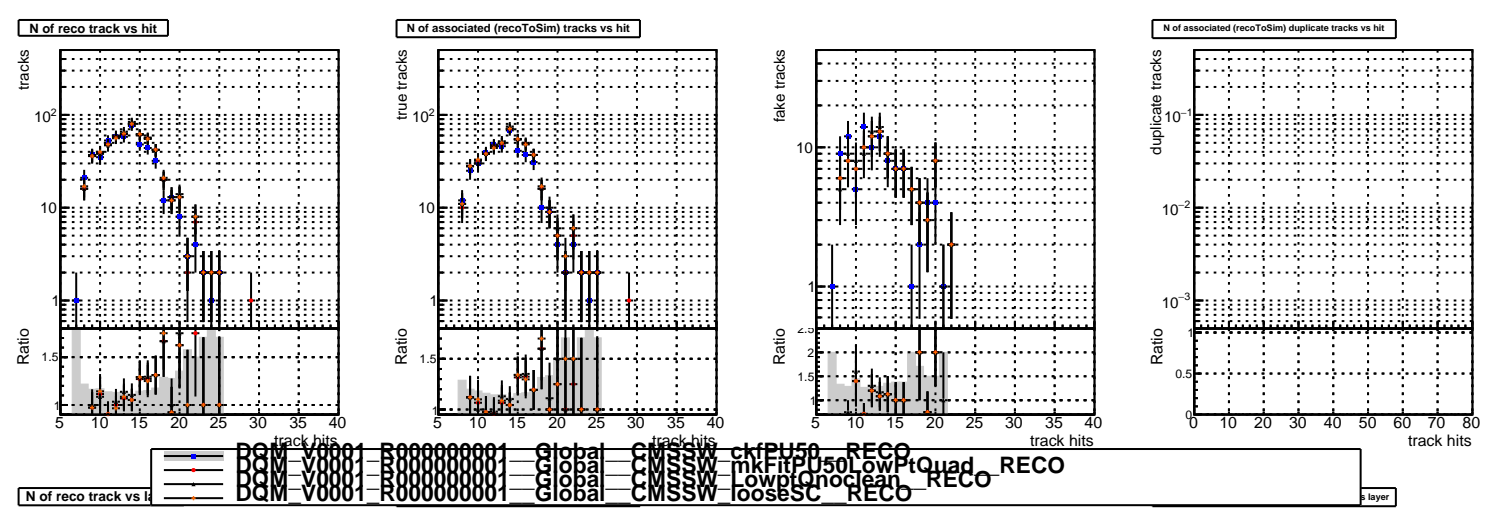 N of reco track vs hit
N of associated (recoToSim) tracks vs hit
N of associated (recoToSim) duplicate tracks vs hit
tracks
10²
10
1
Ratio
1.5
1
5 10 15 20 25 30 35 40
track hits
true tracks
10²
10
1
Ratio
1.5
1
5 10 15 20 25 30 35 40
track hits
fake tracks
10
1
Ratio
2.5
2
1.5
1
5 10 15 20 25 30 35 40
track hits
duplicate tracks
10⁻¹
10⁻²
10⁻³
Ratio
1
0.5
0
0 10 20 30 40 50 60 70 80
track hits
DQM_V0001_R000000001__Global__CMSSW_ckfPU50__RECO
DQM_V0001_R000000001__Global__CMSSW_mkFitPU50LowPtQuad__RECO
DQM_V0001_R000000001__Global__CMSSW_LowptQnoclean__RECO
DQM_V0001_R000000001__Global__CMSSW_looseSC__RECO
N of reco track vs
layer